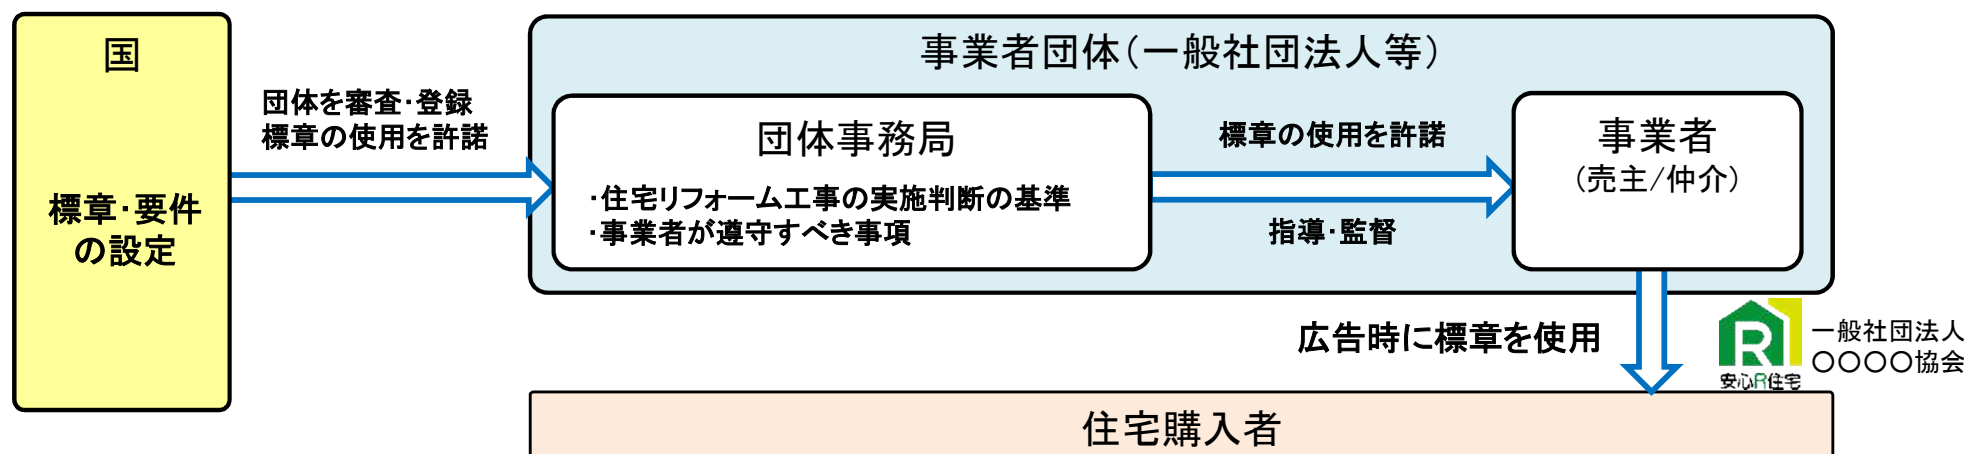 国
標章･要件
の設定
団体を審査･登録
標章の使用を許諾
事業者団体（一般社団法人等）
団体事務局
･住宅リフォーム工事の実施判断の基準
･事業者が遵守すべき事項
標章の使用を許諾
指導･監督
事業者
（売主/仲介）
広告時に標章を使用
R
安心R住宅
一般社団法人
〇〇〇〇協会
住宅購入者